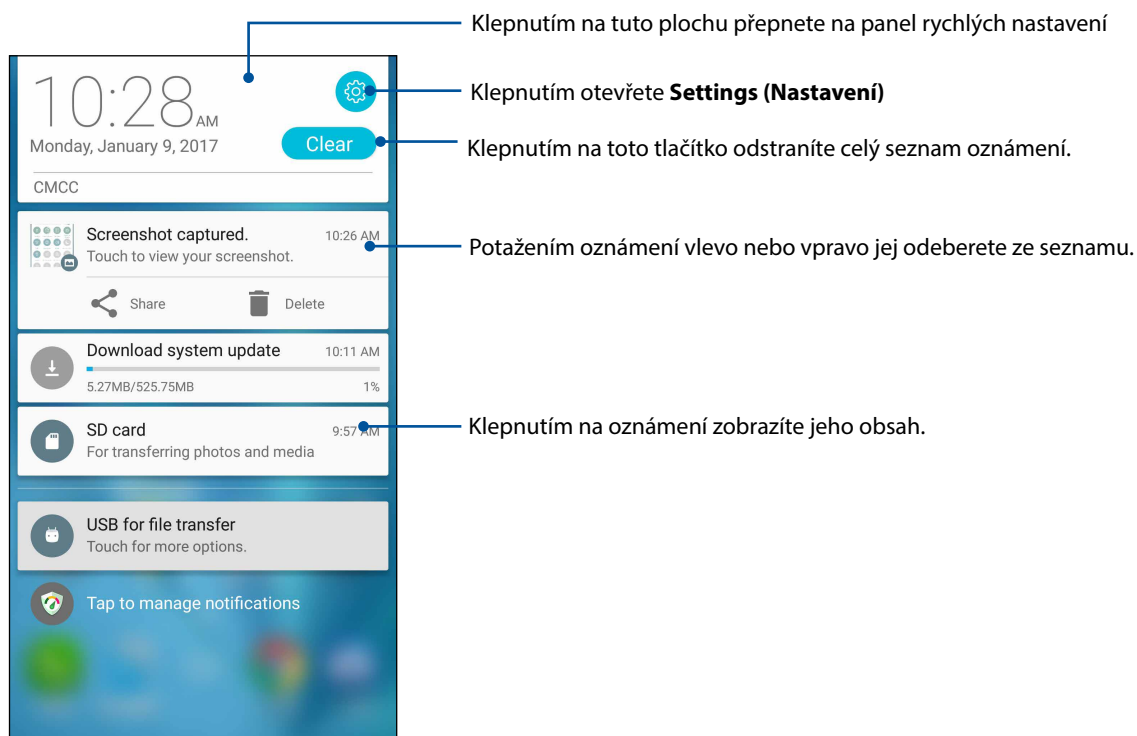 Klepnutím na tuto plochu přepnete na panel rychlých nastavení
10:28 AM
Klepnutím otevřete Settings (Nastavení)
Monday, January 9, 2017
Clear
Klepnutím na toto tlačítko odstraníte celý seznam oznámení.
CMCC
Screenshot captured.
10:26 AM
Touch to view your screenshot.
Potažením oznámení vlevo nebo vpravo jej odeberete ze seznamu.
Share
Delete
Download system update
10:11 AM
5.27MB/525.75MB
1%
SD card
9:57 AM
For transferring photos and media
Klepnutím na oznámení zobrazíte jeho obsah.
USB for file transfer
Touch for more options.
Tap to manage notifications